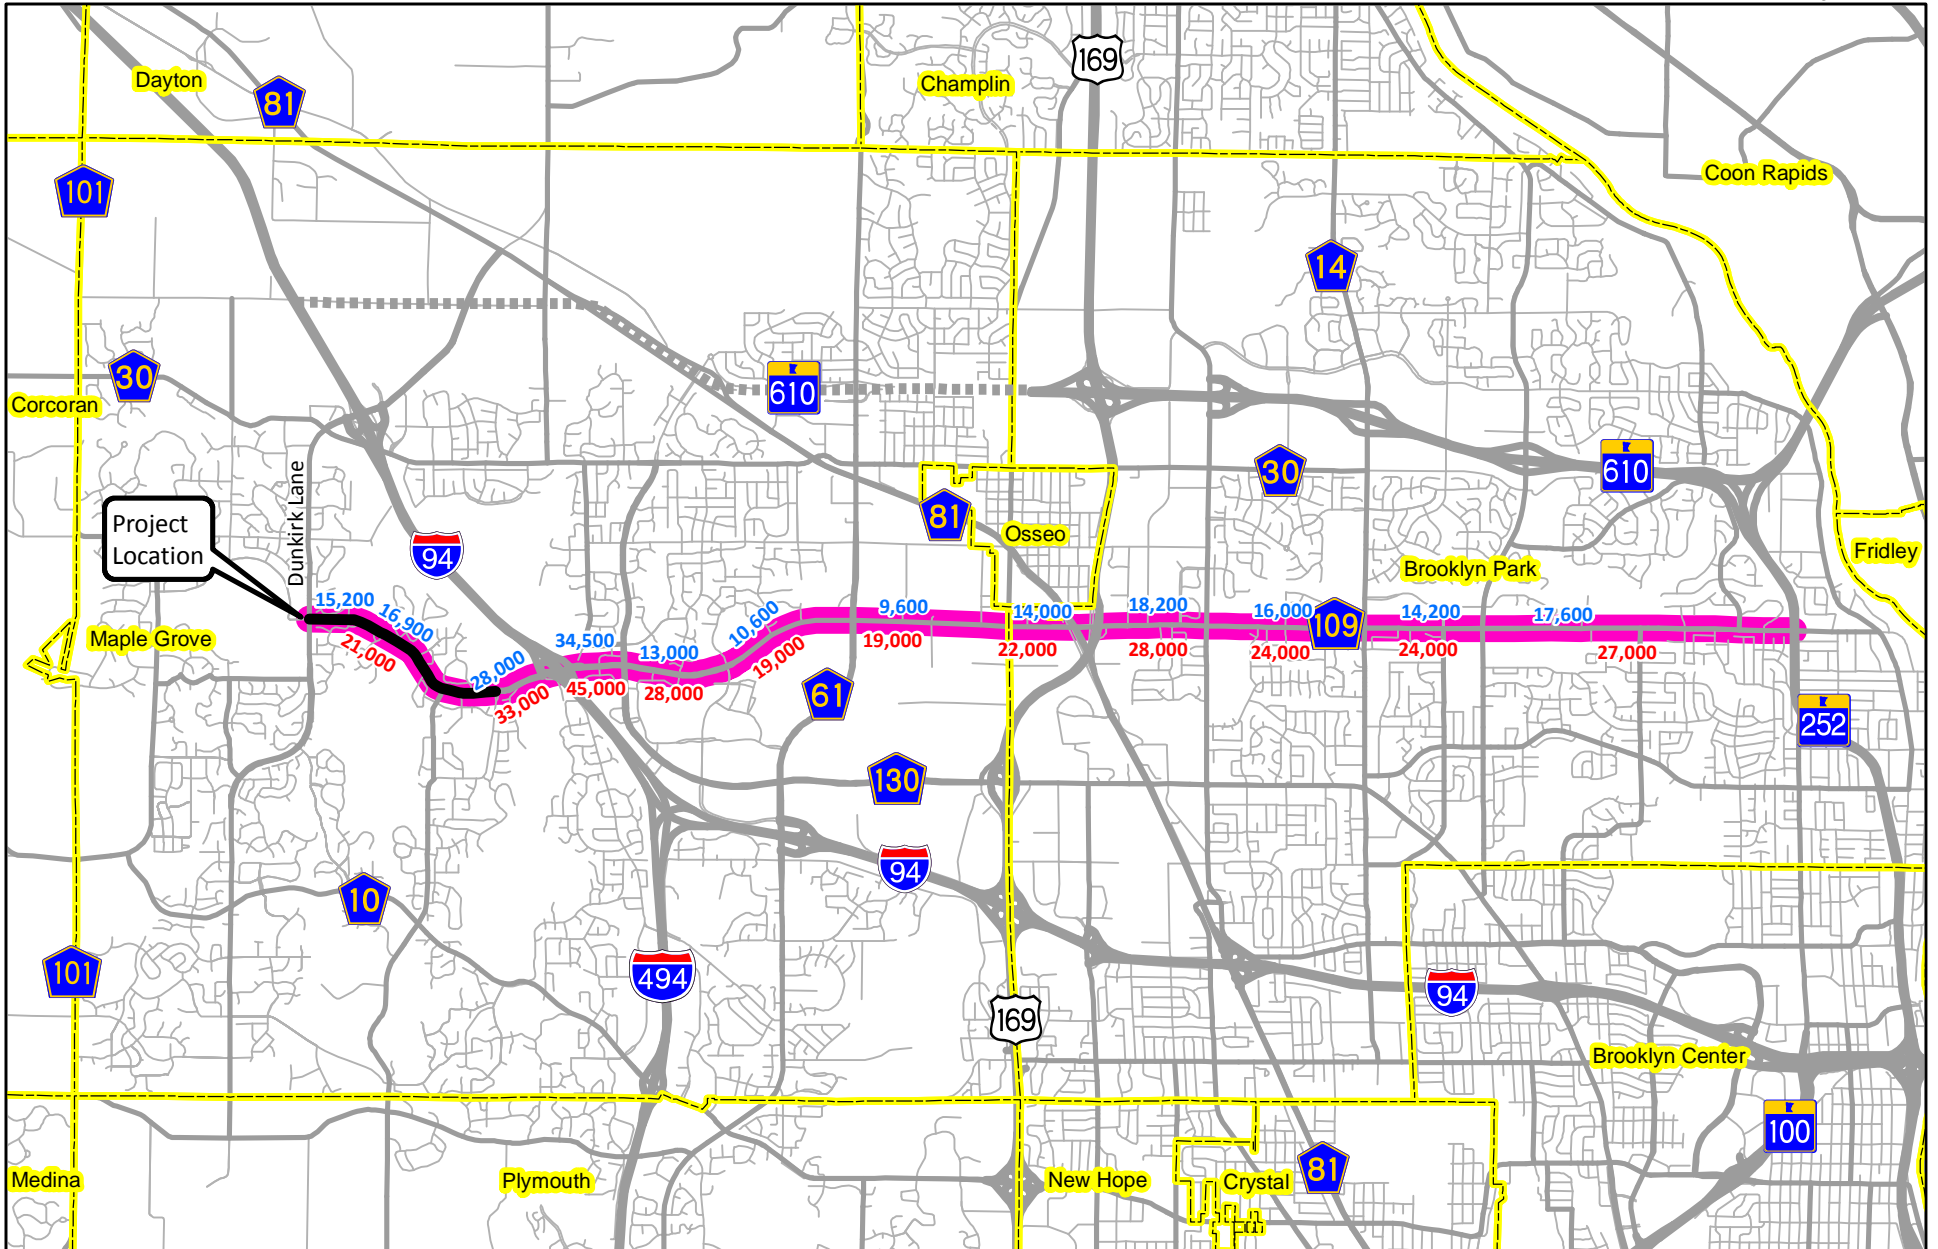 Dayton
81
Champlin
169
101
Coon Rapids
14
30
610
Corcoran
Dunkirk Lane
30
610
Project
Location
94
81
Osseo
Fridley
Brooklyn Park
15,200
16,900
21,000
Maple Grove
28,000
33,000
34,500
45,000
13,000
28,000
10,600
19,000
9,600
19,000
14,000
22,000
18,200
28,000
16,000
24,000
109
14,200
24,000
17,600
27,000
61
252
130
94
10
101
494
94
169
Brooklyn Center
100
Medina
Plymouth
New Hope
Crystal
81